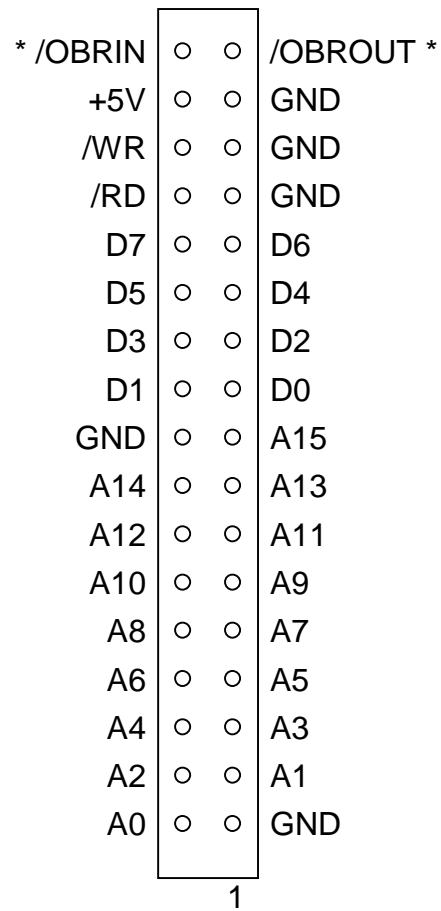 * /OBRIN /OBROUT *
+5V GND
/WR GND
/RD GND
D7 D6
D5 D4
D3 D2
D1 D0
GND A15
A14 A13
A12 A11
A10 A9
A8 A7
A6 A5
A4 A3
A2 A1
A0 GND
1